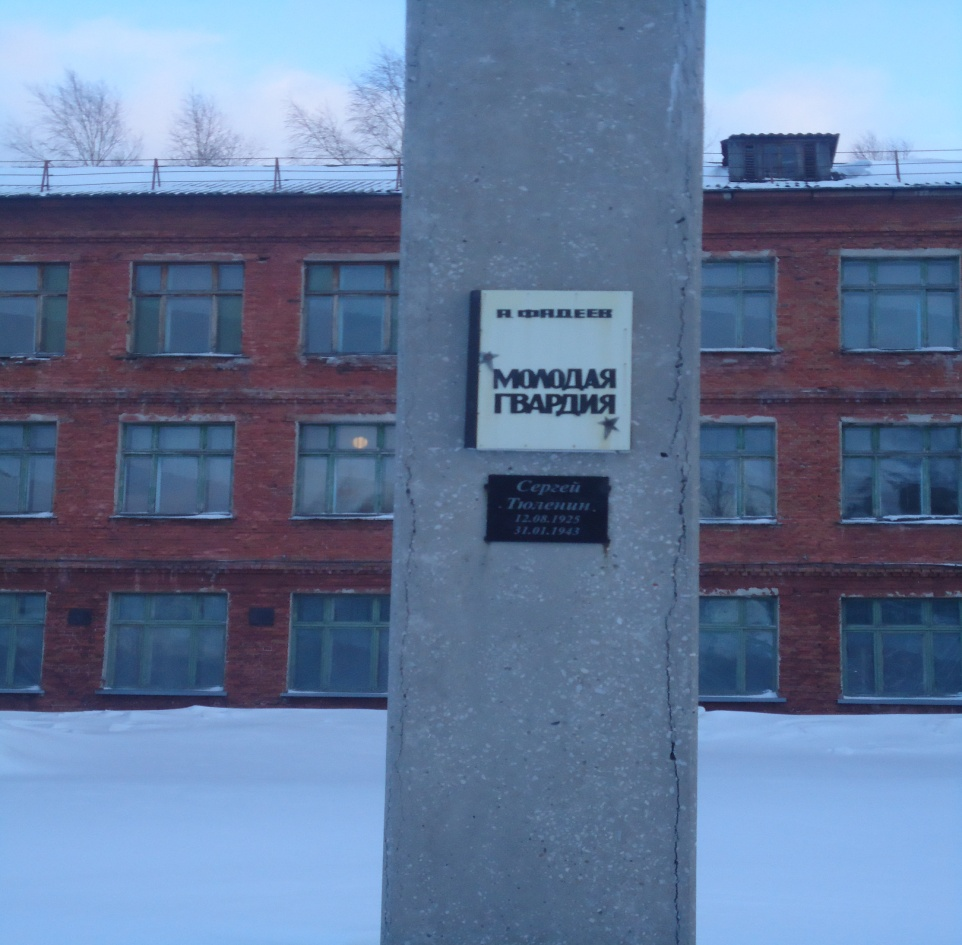 А. ФАДЕЕВ
МОЛОДАЯ
ГВАРДИЯ
Сергей
Тюленин
12.08.1925
31.01.1943